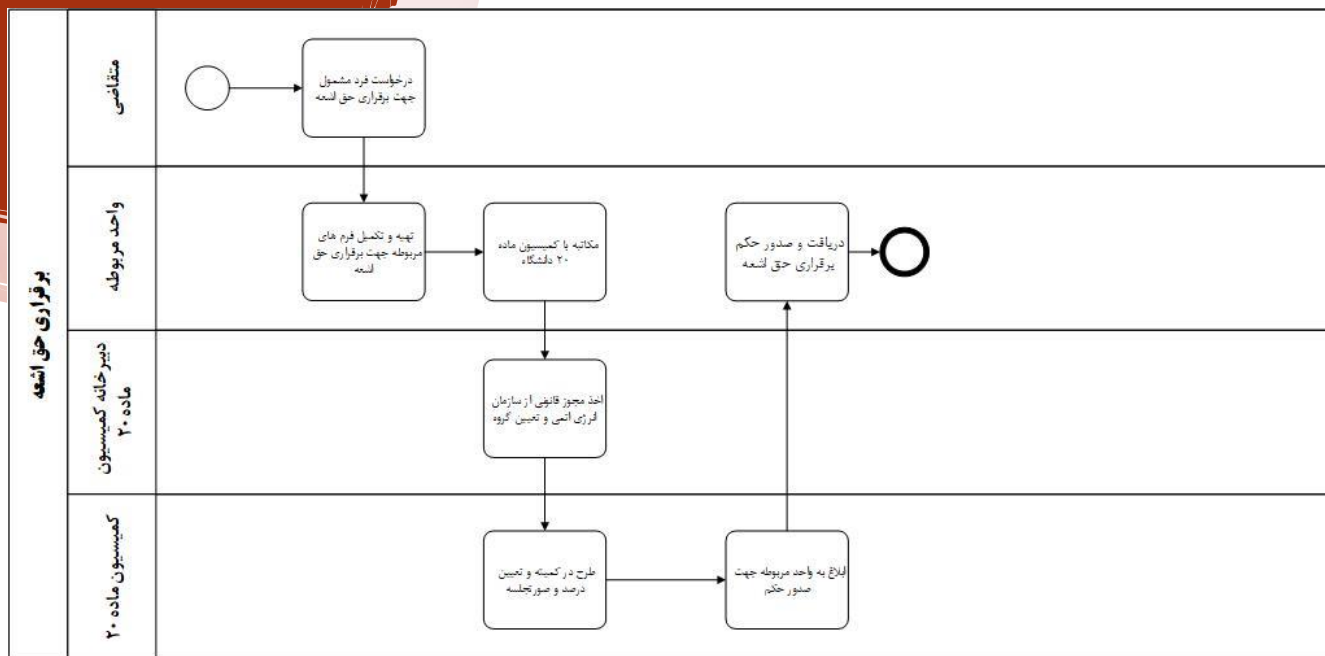 برقراری حق اشعه
متقاضی
درخواست فرد مشمول
جهت برقراری حق اشعه
واحد مربوطه
تهیه و تکمیل فرم های
مربوطه جهت برقراری حق
اشعه
مکاتبه با کمیسیون ماده
۲۰ دانشگاه
دریافت و صدور حکم
برقراری حق اشعه
دبیرخانه کمیسیون
ماده ۲۰
اخذ مجوز قانونی از سازمان
انرژی اتمی و تعیین گروه
کمیسیون ماده ۲۰
طرح در کمیته و تعیین
درصد و صورتجلسه
ابلاغ به واحد مربوطه جهت
صدور حکم